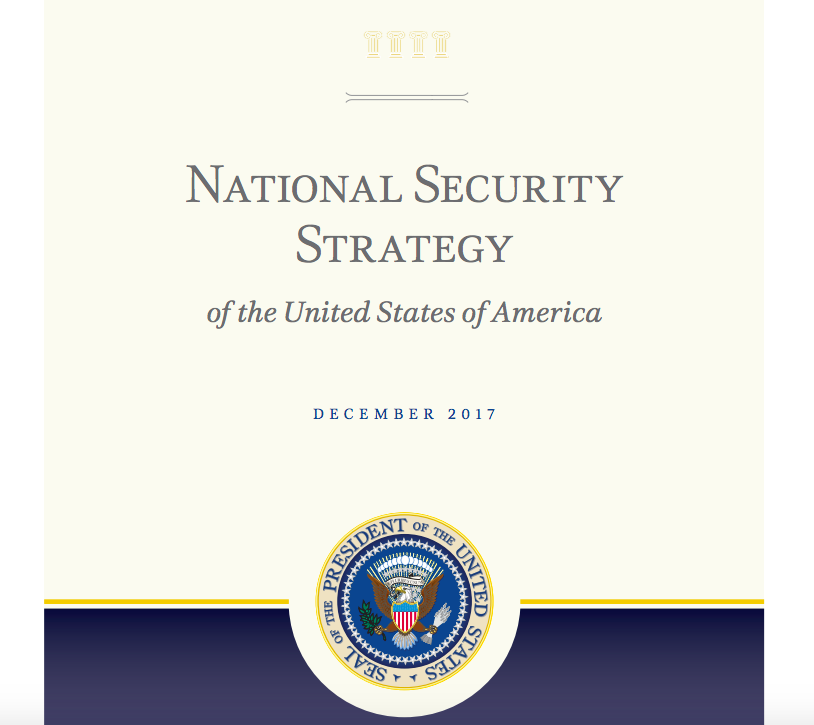 National Security
Strategy
of the United States of America
DECEMBER 2017
SEAL OF THE PRESIDENT OF THE UNITED STATES